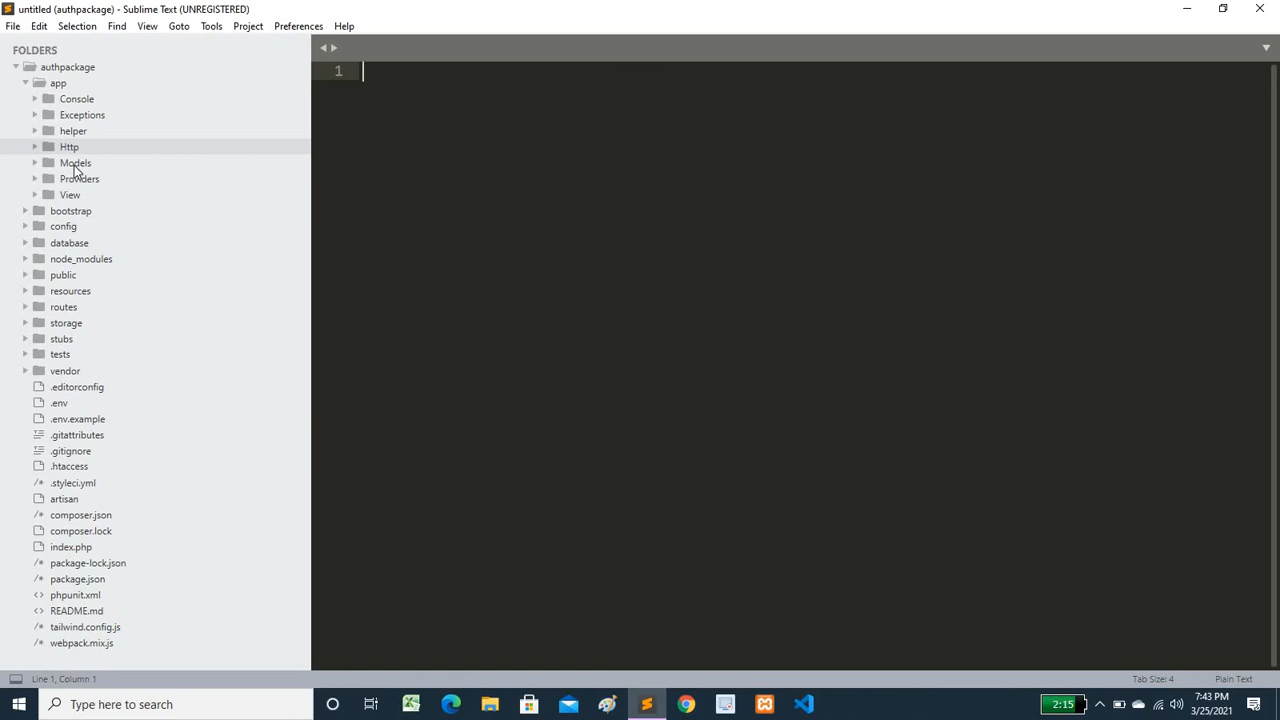 untitled (authpackage) - Sublime Text (UNREGISTERED)
File Edit Selection Find View Goto Tools Project Preferences Help
FOLDERS
authpackage
1
app
Console
Exceptions
helper
Http
Models
Providers
View
bootstrap
config
database
node_modules
public
resources
routes
storage
stubs
tests
vendor
.editorconfig
.env
.env.example
.gitattributes
.gitignore
.htaccess
.styleci.yml
artisan
composer.json
composer.lock
index.php
package-lock.json
package.json
phpunit.xml
README.md
tailwind.config.js
webpack.mix.js
Line 1, Column 1 Tab Size: 4 Plain Text
Type here to search 2:15 7:43 PM
3/25/2021